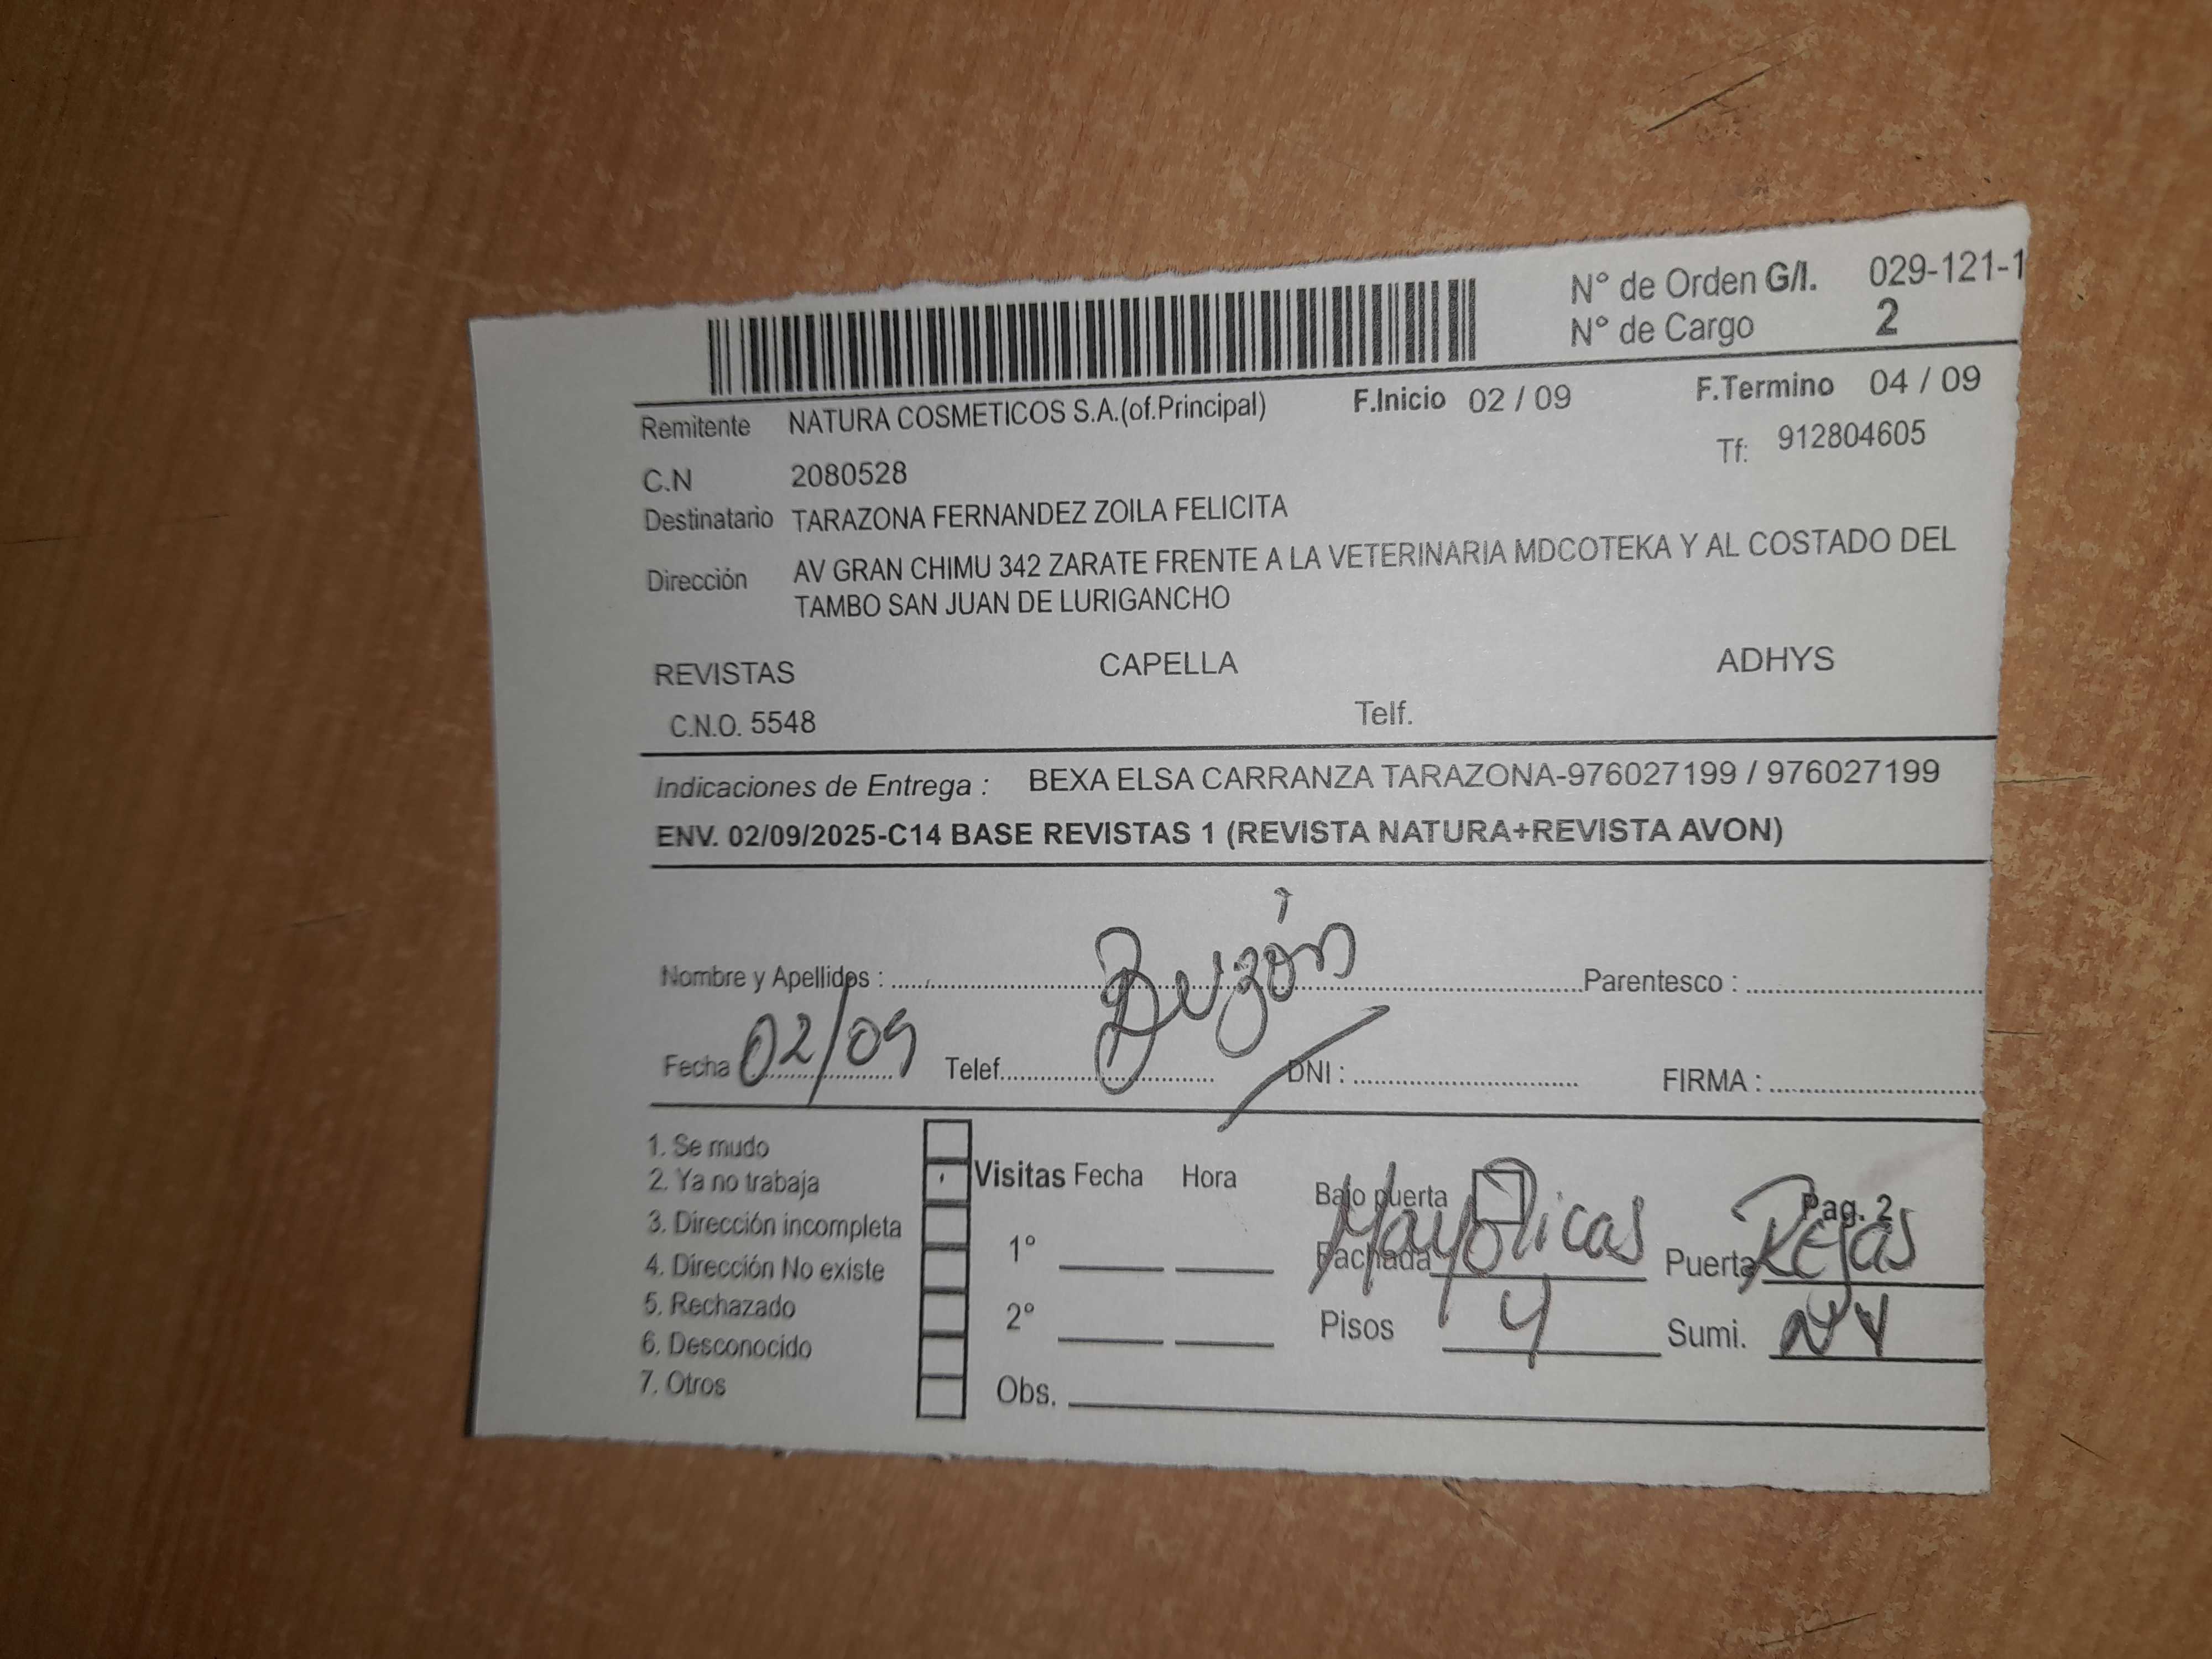 N° de Orden G/I. 029-121-1
N° de Cargo 2
Remitente NATURA COSMETICOS S.A.(of.Principal) F.Inicio 02 / 09 F.Termino 04 / 09
Tf: 912804605
C.N 2080528
Destinatario TARAZONA FERNANDEZ ZOILA FELICITA
Dirección AV GRAN CHIMU 342 ZARATE FRENTE A LA VETERINARIA MDCOTEKA Y AL COSTADO DEL
TAMBO SAN JUAN DE LURIGANCHO
REVISTAS CAPELLA ADHYS
C.N.O. 5548 Telf.
Indicaciones de Entrega : BEXA ELSA CARRANZA TARAZONA-976027199 / 976027199
ENV. 02/09/2025-C14 BASE REVISTAS 1 (REVISTA NATURA+REVISTA AVON)
Nombre y Apellidos : Buzón Parentesco :
Fecha 02/09 Telef. DNI : FIRMA :
1. Se mudo
2. Ya no trabaja
3. Dirección incompleta
4. Dirección No existe
5. Rechazado
6. Desconocido
7. Otros
Visitas Fecha Hora
1°
2°
Obs.
Bajo puerta Pag. 2
Fachada Mayolicas Puerta Rejas
Pisos 4 Sumi.